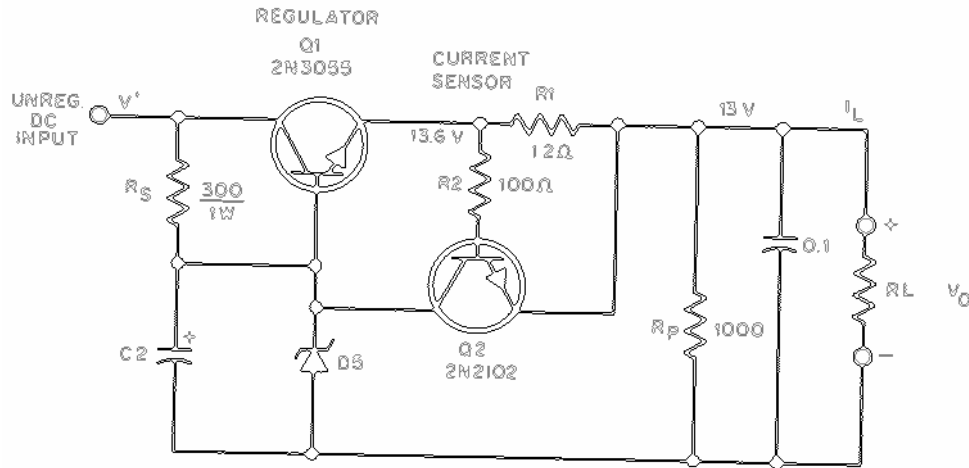 REGULATOR
Q1
2N3055
CURRENT
SENSOR
UNREG.
DC
INPUT
V'
13.6 V
R1
12Ω
13 V
IL
RS
300
1W
R2
100Ω
+
C2
D5
Q2
2N2102
RP
1000
0.1
+
RL
VO
−